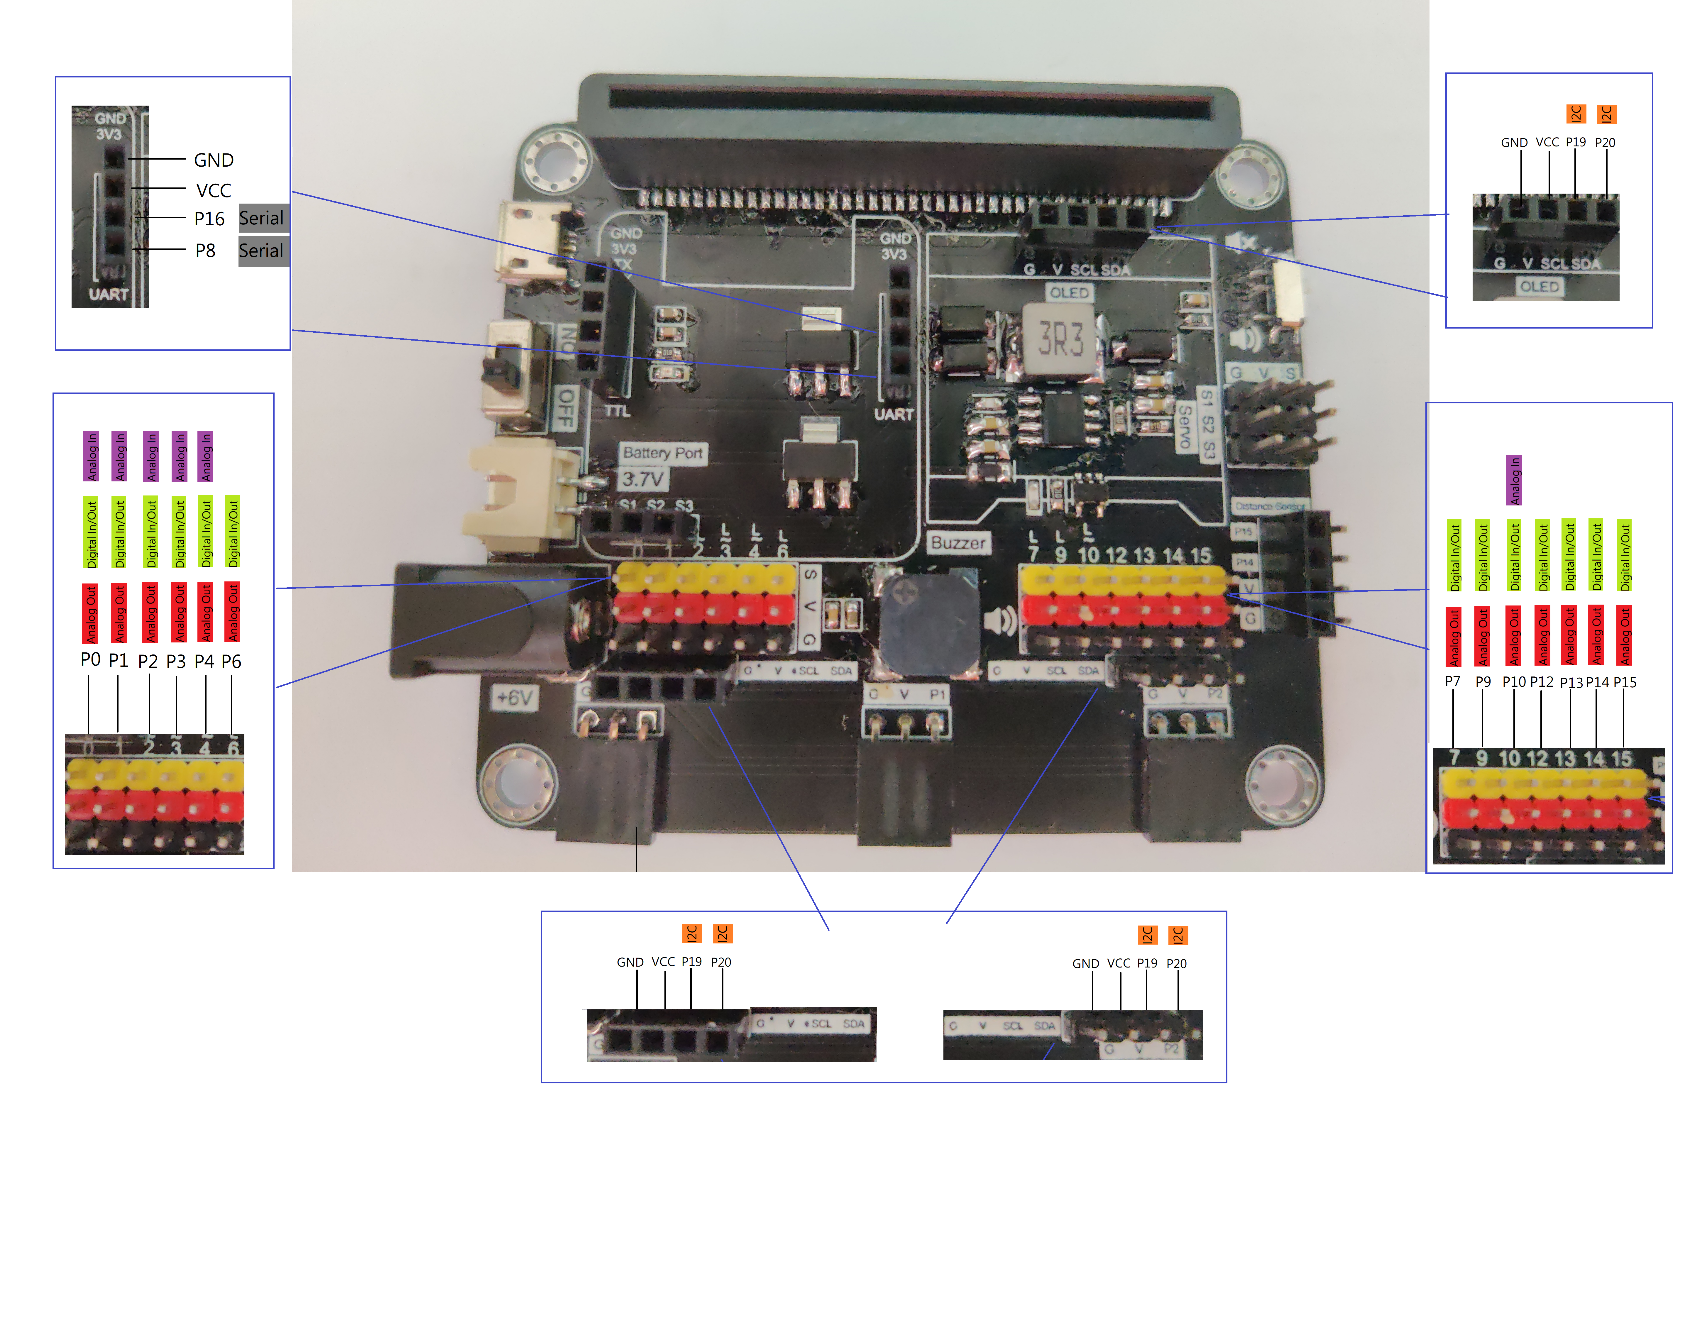 GND
3V3
GND
VCC
P16 Serial
P8 Serial
UART
I2C I2C
GND VCC P19 P20
G V SCL SDA
OLED
GND
3V3
TX
TTL
GND
3V3
UART
G V SCL SDA
OLED
3R3
G V S
S1 S2 S3
Servo
ON
OFF
Battery Port
3.7V
S1 S2 S3
0 1 2 3 4 6
S V G
Buzzer
7 9 10 12 13 14 15
Distance Sensor
P15
P14
V
G
+6V
G
G V SCL SDA
G V P1
G V SCL SDA
G V P2
Analog In Analog In Analog In Analog In Analog In
Digital In/Out Digital In/Out Digital In/Out Digital In/Out Digital In/Out Digital In/Out
Analog Out Analog Out Analog Out Analog Out Analog Out Analog Out
P0 P1 P2 P3 P4 P6
0 1 2 3 4 6
Analog In
Digital In/Out Digital In/Out Digital In/Out Digital In/Out Digital In/Out Digital In/Out Digital In/Out
Analog Out Analog Out Analog Out Analog Out Analog Out Analog Out Analog Out
P7 P9 P10 P12 P13 P14 P15
7 9 10 12 13 14 15
I2C I2C
GND VCC P19 P20
G V SCL SDA
G
I2C I2C
GND VCC P19 P20
G V SCL SDA
G V P2